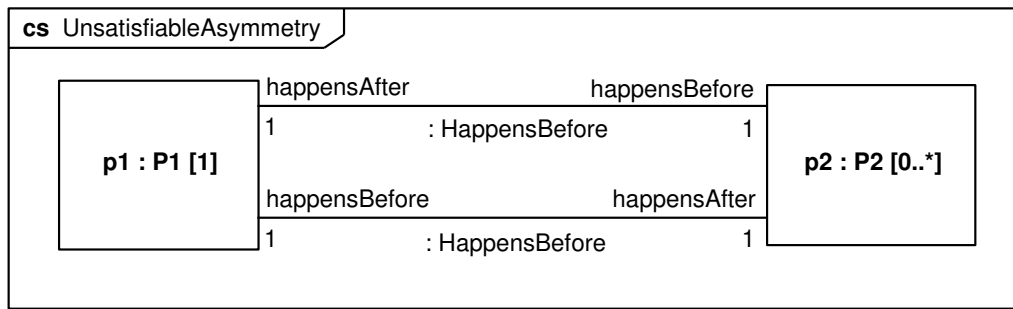 cs UnsatisfiableAsymmetry
happensAfter happensBefore
1 : HappensBefore 1
p1 : P1 [1] p2 : P2 [0..*]
happensBefore happensAfter
1 : HappensBefore 1